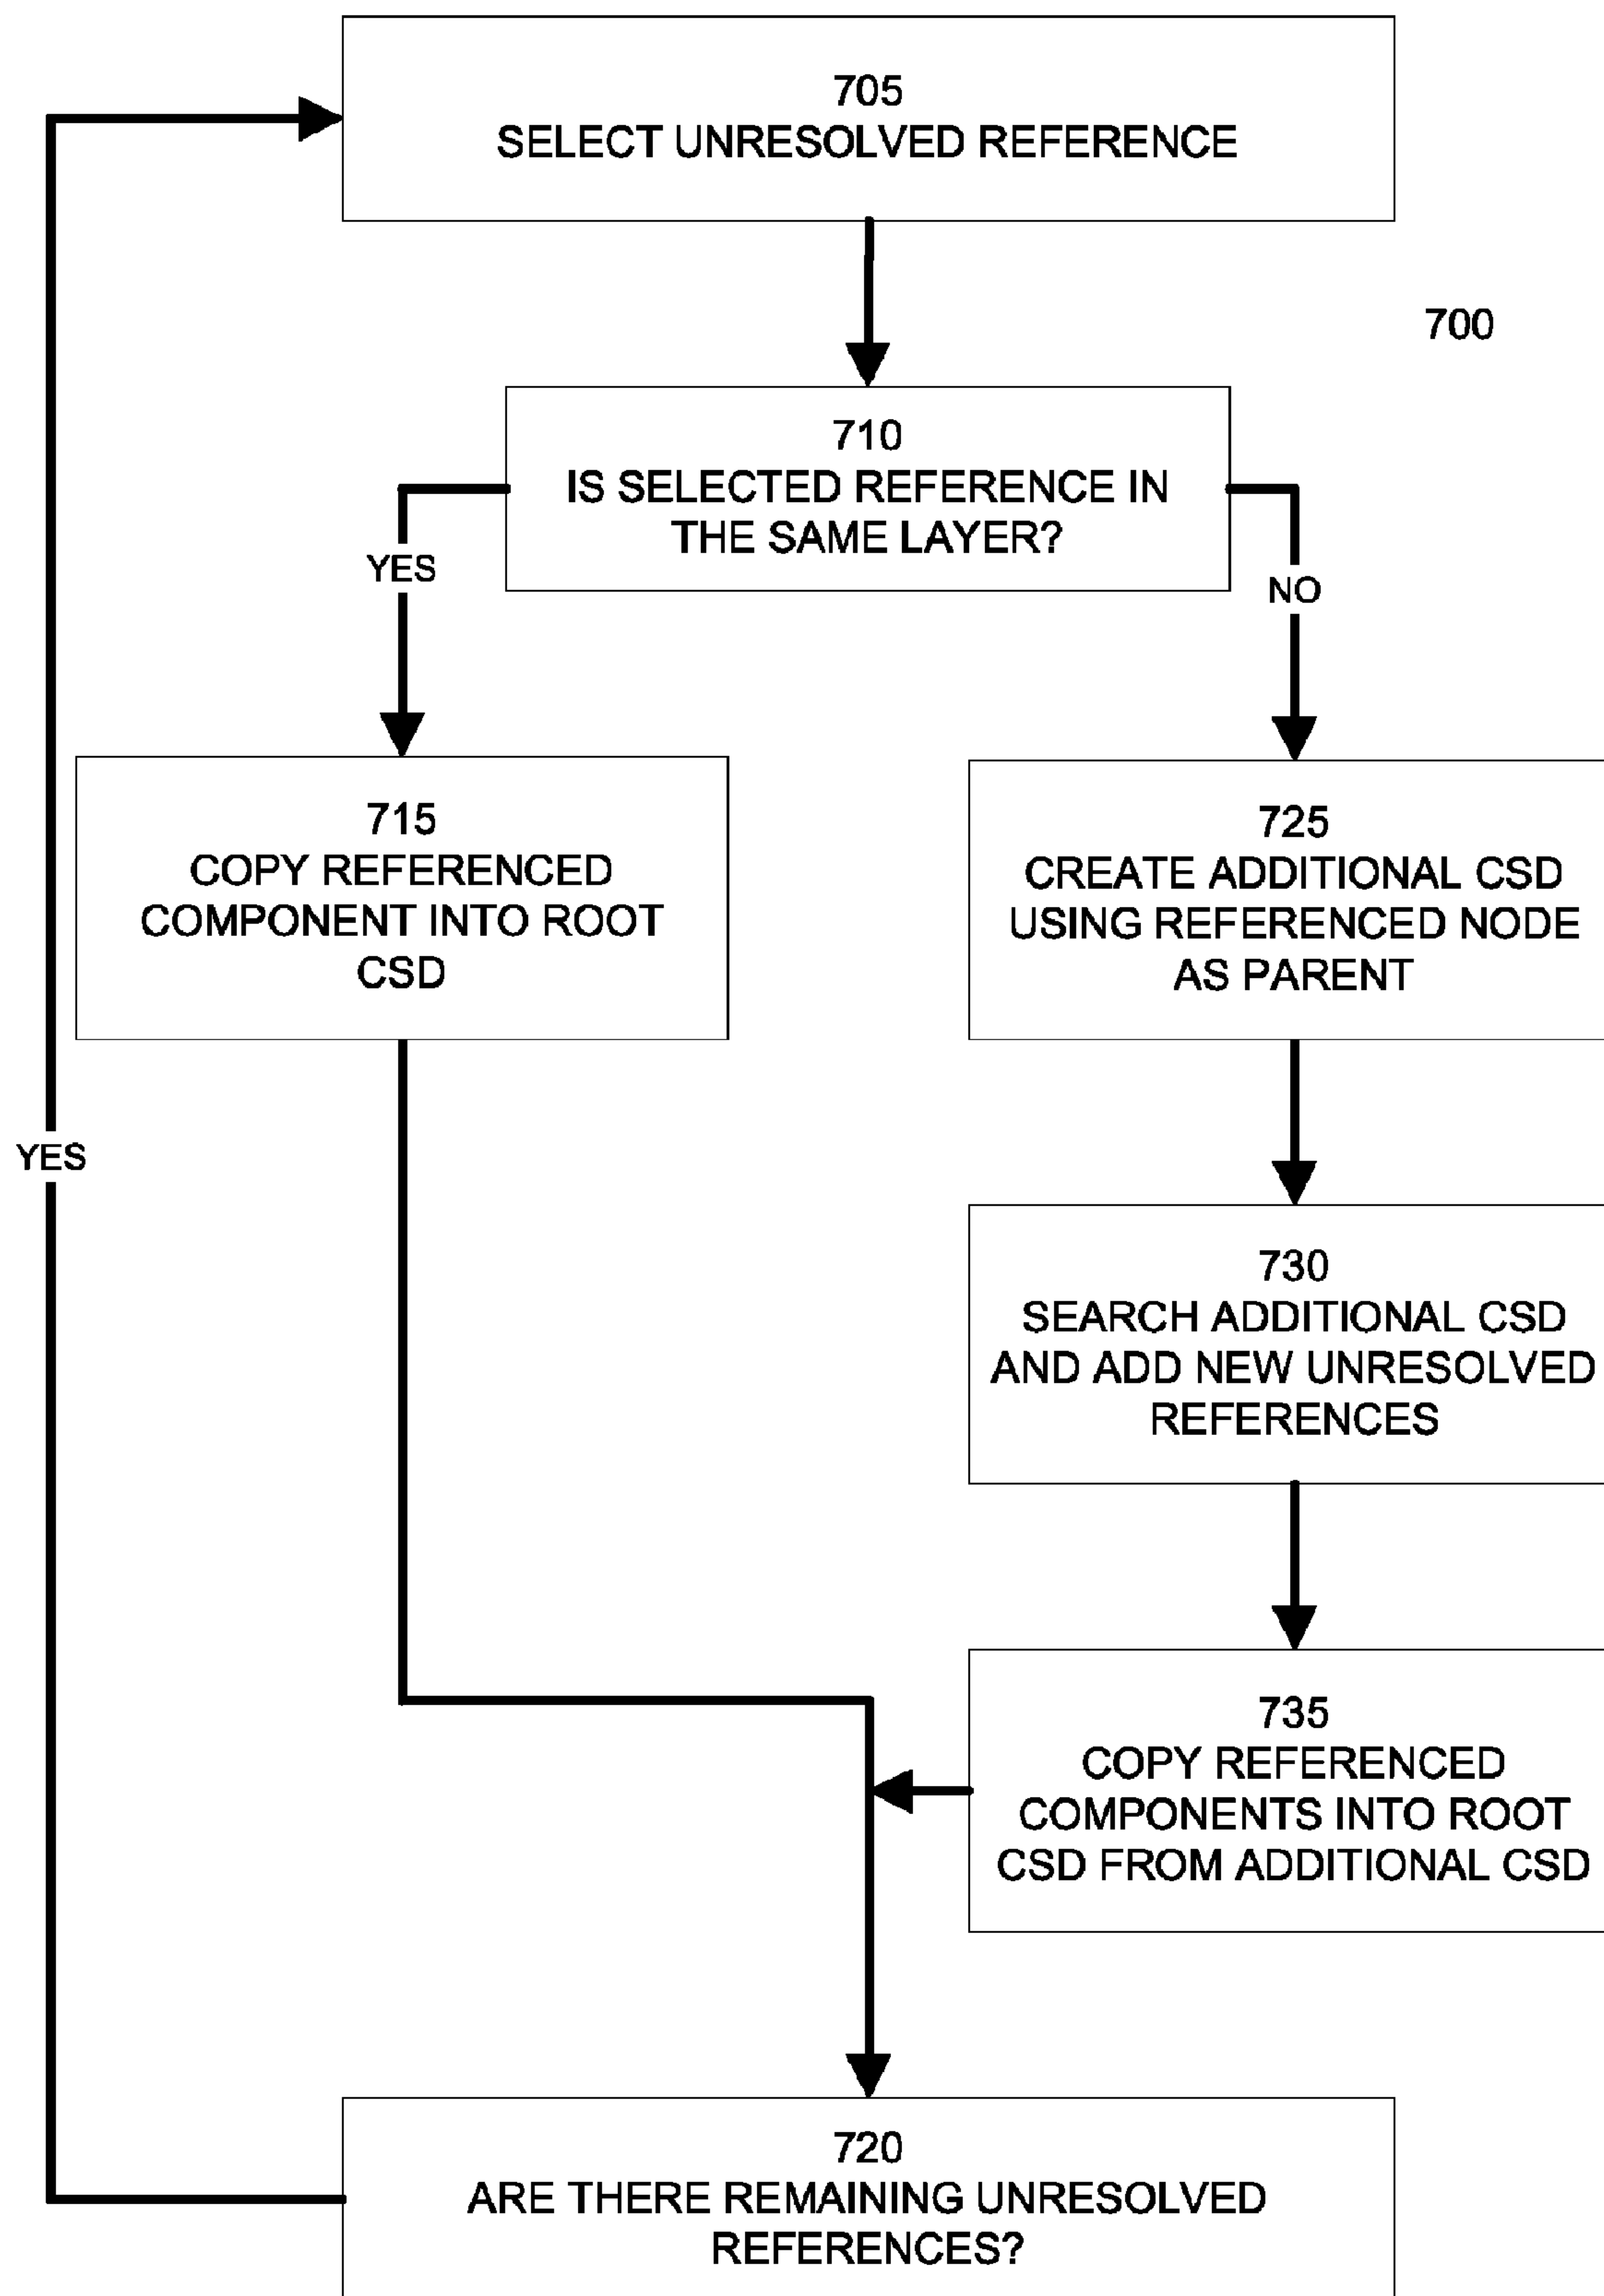 705
SELECT UNRESOLVED REFERENCE
700
710
IS SELECTED REFERENCE IN
THE SAME LAYER?
YES
NO
715
COPY REFERENCED
COMPONENT INTO ROOT
CSD
725
CREATE ADDITIONAL CSD
USING REFERENCED NODE
AS PARENT
YES
730
SEARCH ADDITIONAL CSD
AND ADD NEW UNRESOLVED
REFERENCES
735
COPY REFERENCED
COMPONENTS INTO ROOT
CSD FROM ADDITIONAL CSD
720
ARE THERE REMAINING UNRESOLVED
REFERENCES?